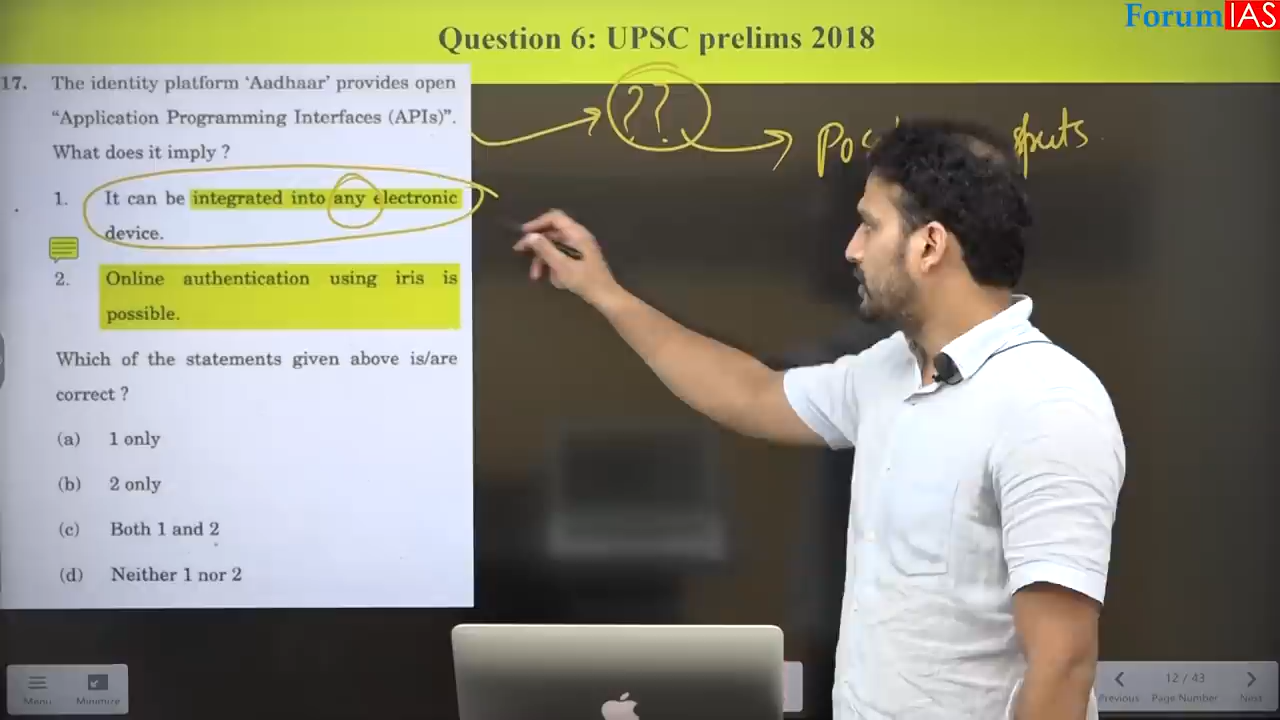 ForumIAS
Question 6: UPSC prelims 2018
17. The identity platform ‘Aadhaar’ provides open
“Application Programming Interfaces (APIs)”.
What does it imply ?
1. It can be integrated into any electronic
device.
2. Online authentication using iris is
possible.
Which of the statements given above is/are
correct ?
(a) 1 only
(b) 2 only
(c) Both 1 and 2
(d) Neither 1 nor 2
??
Menu
Minimize
Previous
12 / 43
Page Number
Next